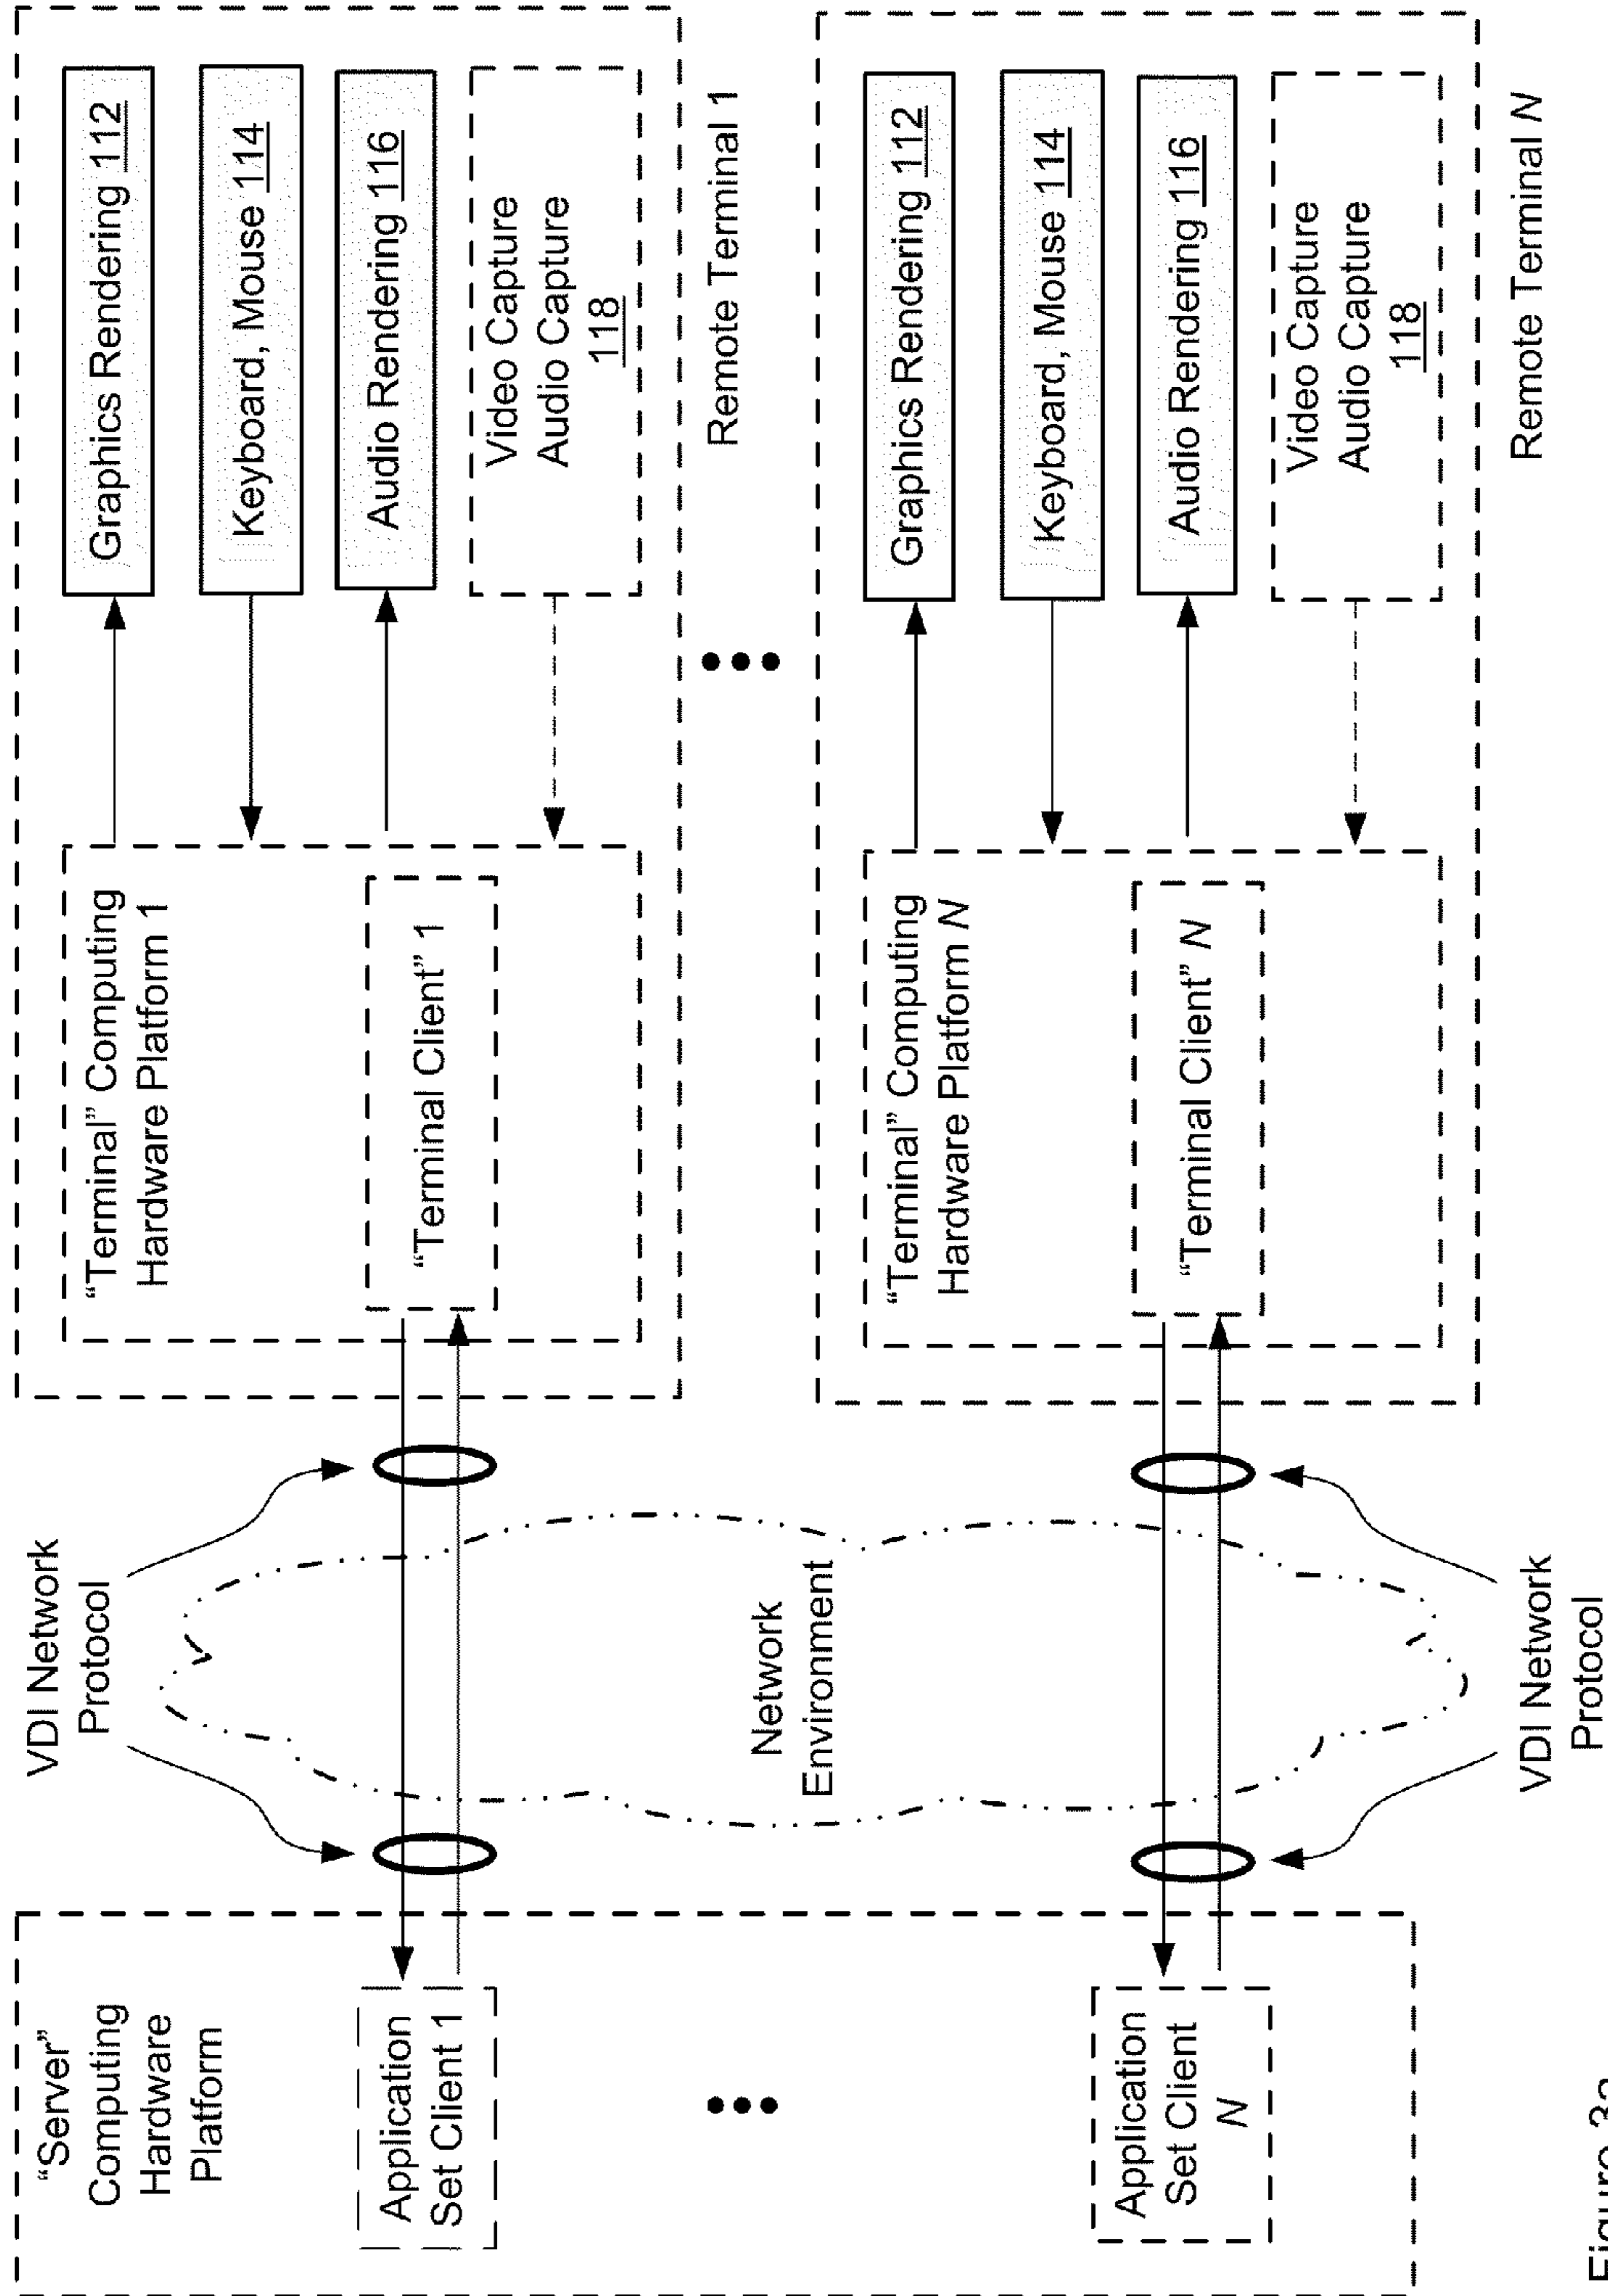 "Server"
Computing
Hardware
Platform
Application
Set Client 1
Application
Set Client
N
VDI Network
Protocol
Network
Environment
VDI Network
Protocol
"Terminal" Computing
Hardware Platform 1
"Terminal Client" 1
Graphics Rendering 112
Keyboard, Mouse 114
Audio Rendering 116
Video Capture
Audio Capture
118
Remote Terminal 1
"Terminal" Computing
Hardware Platform N
"Terminal Client" N
Graphics Rendering 112
Keyboard, Mouse 114
Audio Rendering 116
Video Capture
Audio Capture
118
Remote Terminal N
Figure 3a